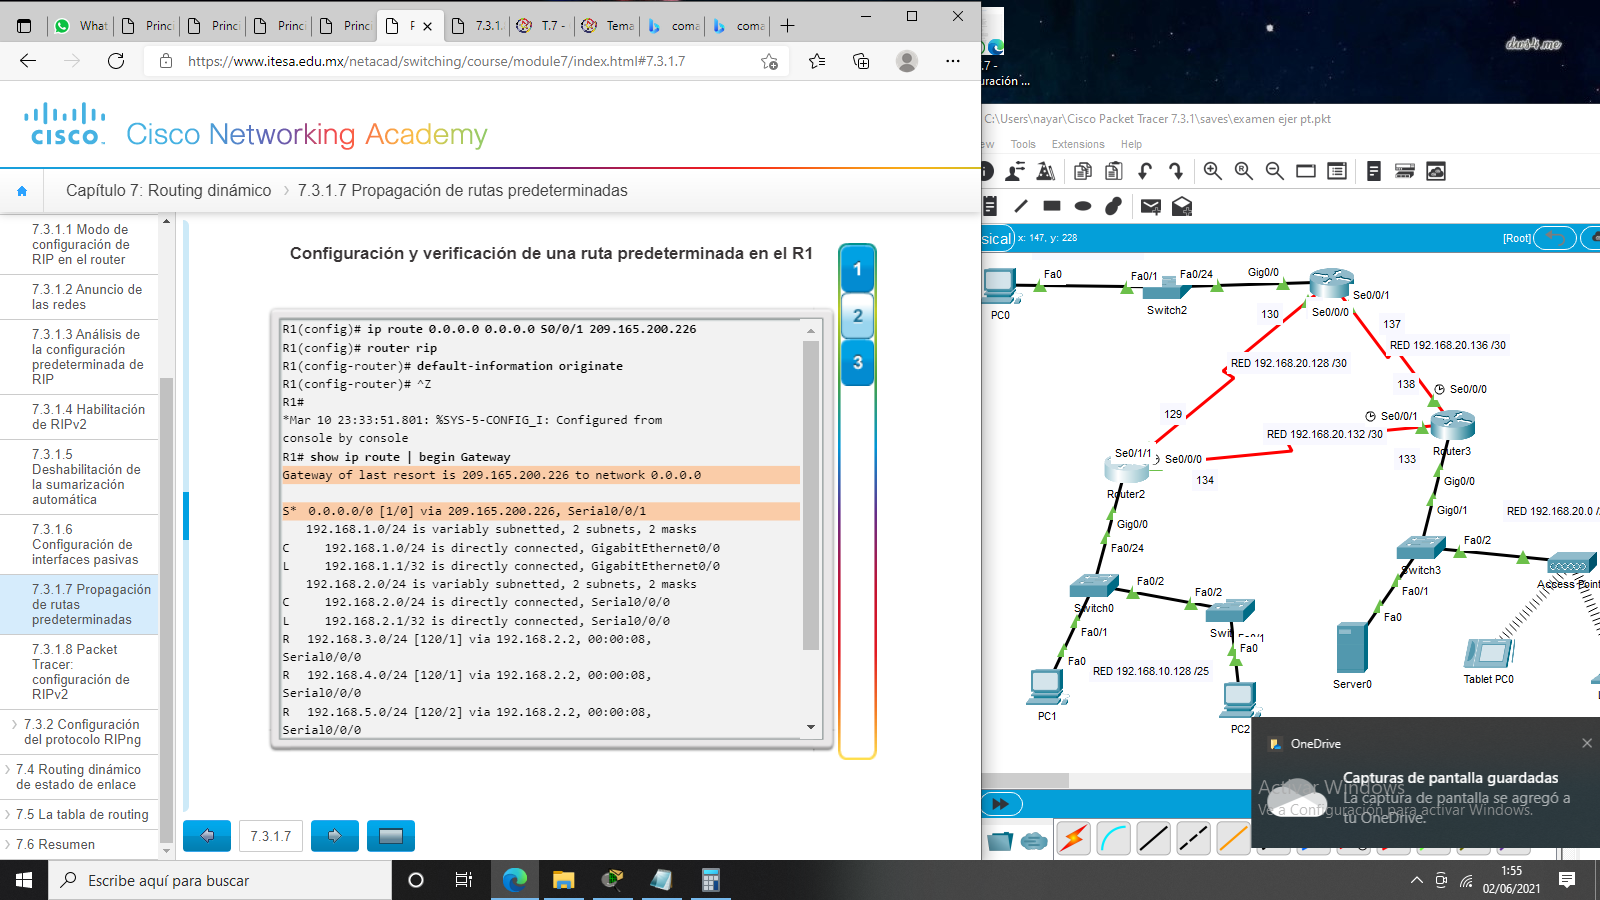 What
Princ
Princ
Princ
Princ
F
7.3.1.
T.7 -
Tema
coma
coma
https://www.itesa.edu.mx/netacad/switching/course/module7/index.html#7.3.1.7
CISCO
Cisco Networking Academy
Capítulo 7: Routing dinámico
7.3.1.7 Propagación de rutas predeterminadas
7.3.1.1 Modo de
configuración de
RIP en el router
7.3.1.2 Anuncio de
las redes
7.3.1.3 Análisis de
la configuración
predeterminada de
RIP
7.3.1.4 Habilitación
de RIPv2
7.3.1.5
Deshabilitación de
la sumarización
automática
7.3.1.6
Configuración de
interfaces pasivas
7.3.1.7 Propagación
de rutas
predeterminadas
7.3.1.8 Packet
Tracer:
configuración de
RIPv2
7.3.2 Configuración
del protocolo RIPng
7.4 Routing dinámico
de estado de enlace
7.5 La tabla de routing
7.6 Resumen
Configuración y verificación de una ruta predeterminada en el R1
1
2
3
R1(config)# ip route 0.0.0.0 0.0.0.0 S0/0/1 209.165.200.226
R1(config)# router rip
R1(config-router)# default-information originate
R1(config-router)# ^Z
R1#
*Mar 10 23:33:51.801: %SYS-5-CONFIG_I: Configured from
console by console
R1# show ip route | begin Gateway
Gateway of last resort is 209.165.200.226 to network 0.0.0.0
S* 0.0.0.0/0 [1/0] via 209.165.200.226, Serial0/0/1
192.168.1.0/24 is variably subnetted, 2 subnets, 2 masks
C 192.168.1.0/24 is directly connected, GigabitEthernet0/0
L 192.168.1.1/32 is directly connected, GigabitEthernet0/0
192.168.2.0/24 is variably subnetted, 2 subnets, 2 masks
C 192.168.2.0/24 is directly connected, Serial0/0/0
L 192.168.2.1/32 is directly connected, Serial0/0/0
R 192.168.3.0/24 [120/1] via 192.168.2.2, 00:00:08,
Serial0/0/0
R 192.168.4.0/24 [120/1] via 192.168.2.2, 00:00:08,
Serial0/0/0
R 192.168.5.0/24 [120/2] via 192.168.2.2, 00:00:08,
Serial0/0/0
7.3.1.7
.7 -
uración ...
dws4.me
C:\Users\nayar\Cisco Packet Tracer 7.3.1\saves\examen ejer pt.pkt
ew Tools Extensions Help
sical x: 147, y: 228
[Root]
PC0
Fa0
Fa0/1
Fa0/24
Switch2
Gig0/0
Se0/0/1
Se0/0/0
130
137
RED 192.168.20.136 /30
RED 192.168.20.128 /30
138
Se0/0/0
129
Se0/0/1
RED 192.168.20.132 /30
Router3
Se0/1/1
Se0/0/0
133
134
Router2
Gig0/0
Gig0/0
Gig0/1
RED 192.168.20.0 /
Fa0/24
Fa0/2
Switch3
Access Point
Fa0/2
Fa0/2
Fa0/1
Switch0
Swit
Fa0/1
Fa0/1
Fa0
Fa0
Fa0
RED 192.168.10.128 /25
Server0
Tablet PC0
PC1
PC2
OneDrive
Capturas de pantalla guardadas
La captura de pantalla se agregó a
tu OneDrive.
Activar Windows
Ve a Configuración para activar Windows.
Escribe aquí para buscar
1:55
02/06/2021